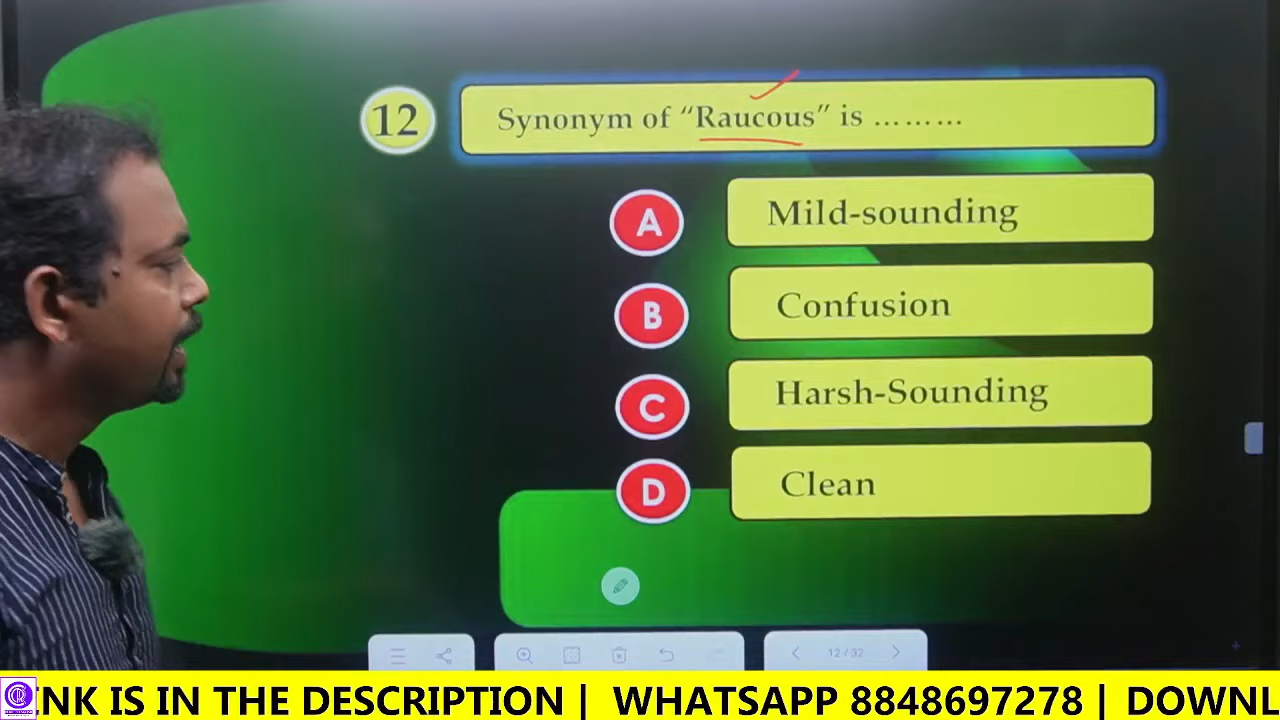 12 Synonym of “Raucous” is ………
A Mild-sounding
B Confusion
C Harsh-Sounding
D Clean
12 / 32
NK IS IN THE DESCRIPTION | WHATSAPP 8848697278 | DOWNL